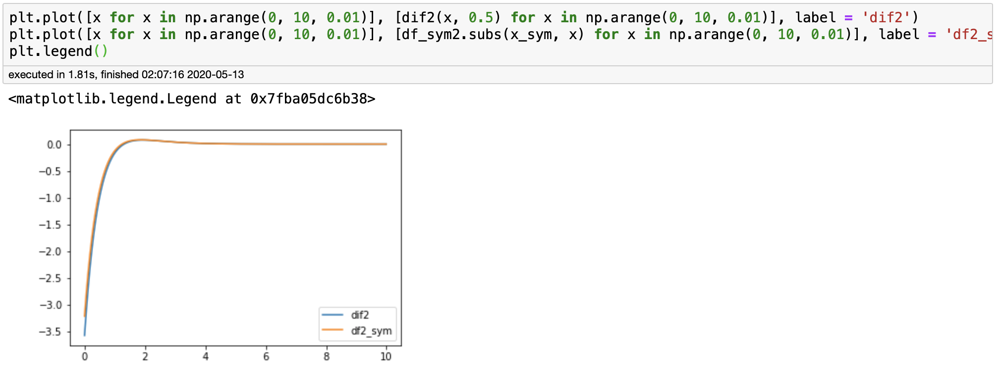 plt.plot([x for x in np.arange(0, 10, 0.01)], [dif2(x, 0.5) for x in np.arange(0, 10, 0.01)], label = 'dif2')
plt.plot([x for x in np.arange(0, 10, 0.01)], [df_sym2.subs(x_sym, x) for x in np.arange(0, 10, 0.01)], label = 'df2_s
plt.legend()
executed in 1.81s, finished 02:07:16 2020-05-13
<matplotlib.legend.Legend at 0x7fba05dc6b38>
0.0
−0.5
−1.0
−1.5
−2.0
−2.5
−3.0
−3.5
dif2
df2_sym
0 2 4 6 8 10